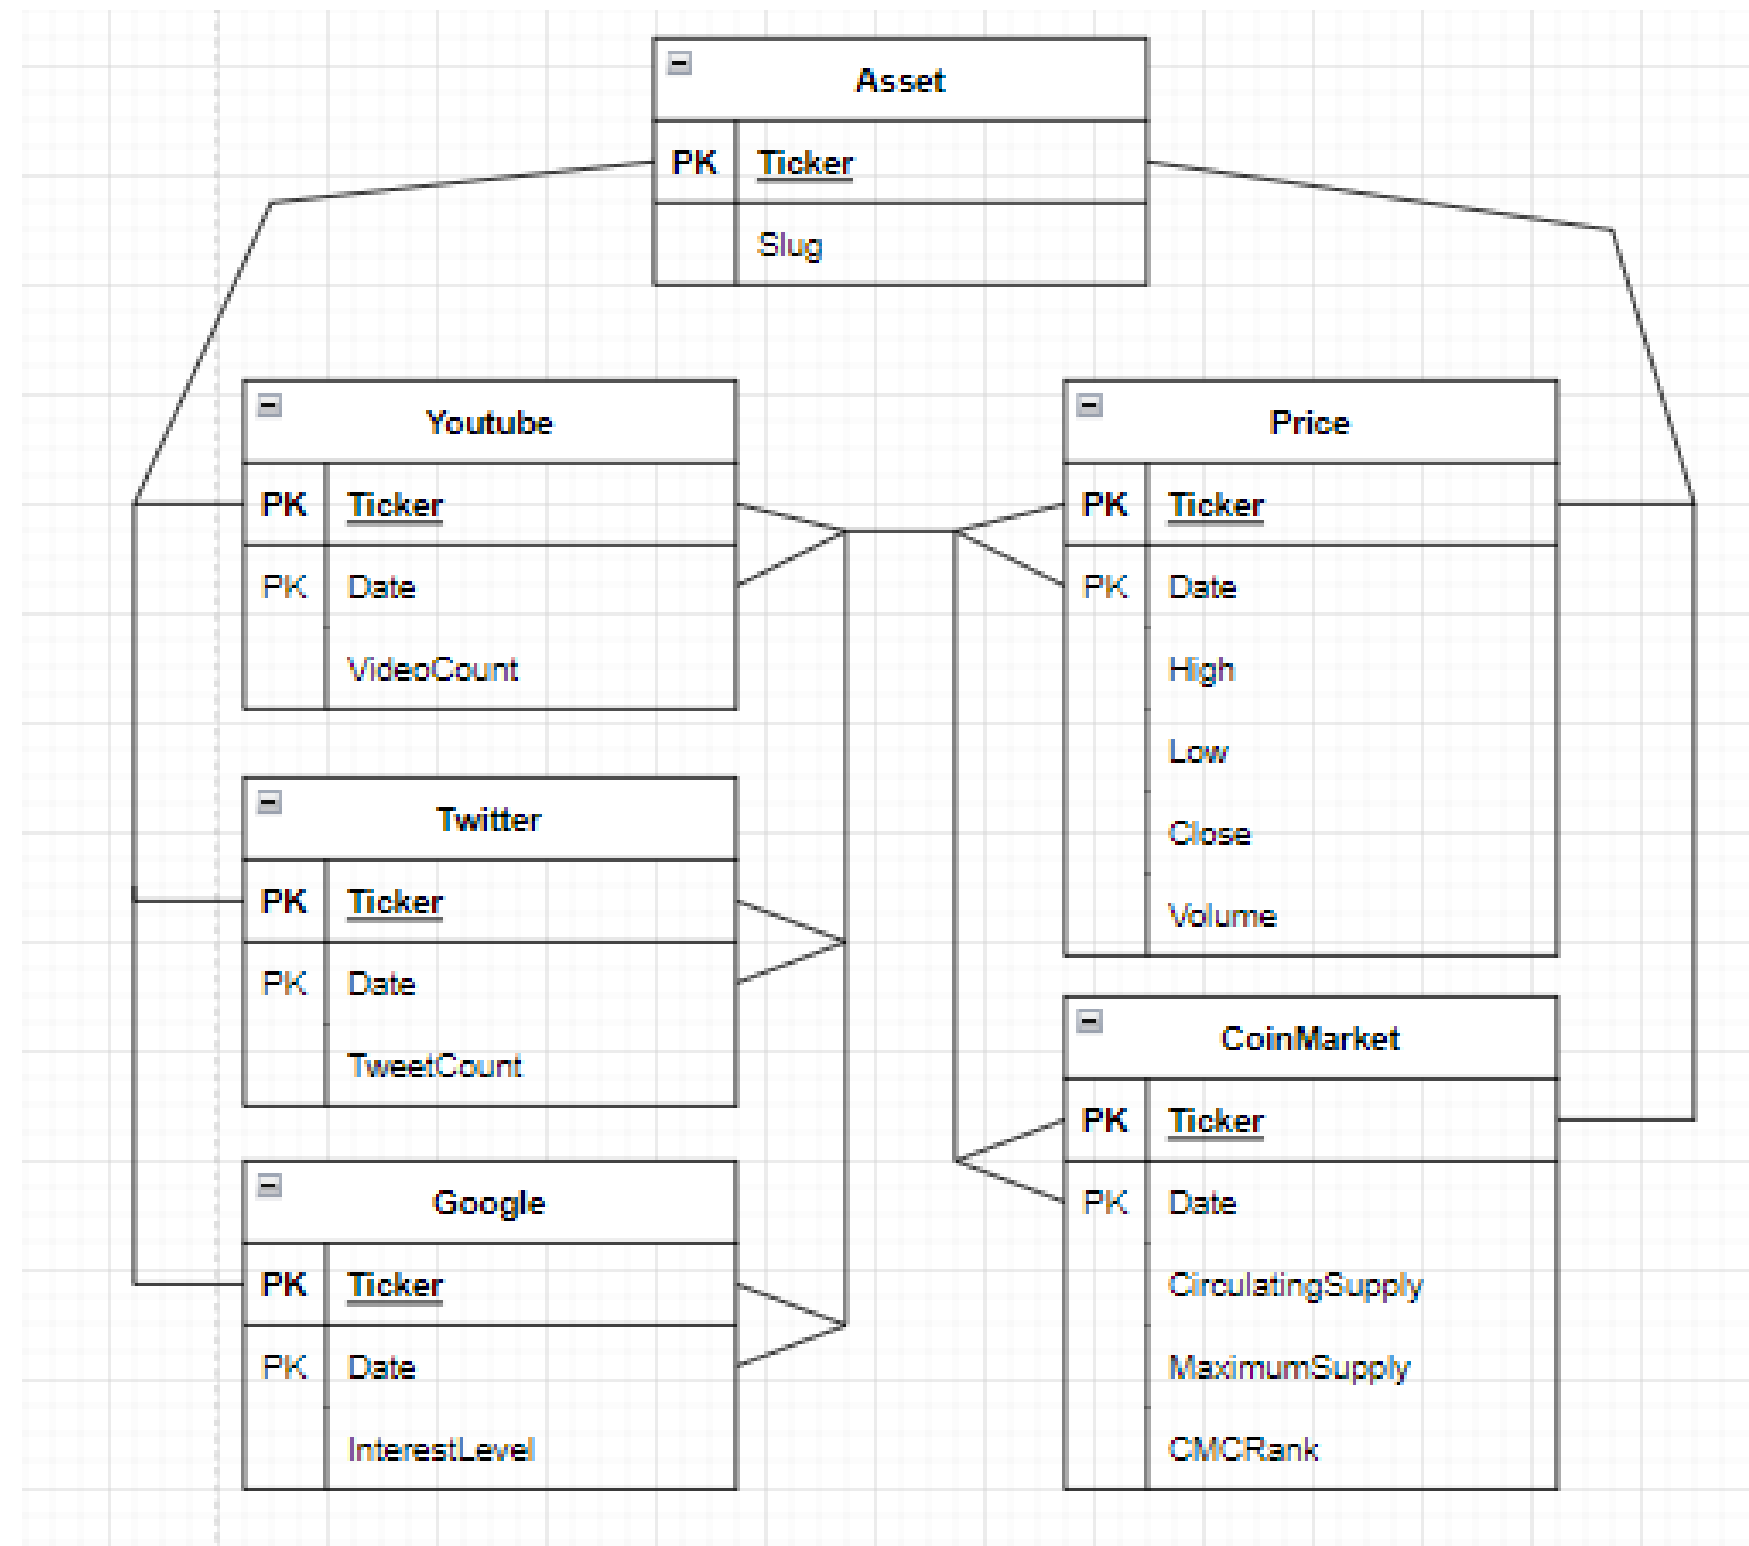 Asset
PK Ticker
Slug
Youtube
PK Ticker
PK Date
VideoCount
Price
PK Ticker
PK Date
High
Low
Close
Volume
Twitter
PK Ticker
PK Date
TweetCount
CoinMarket
PK Ticker
PK Date
CirculatingSupply
MaximumSupply
CMCRank
Google
PK Ticker
PK Date
InterestLevel